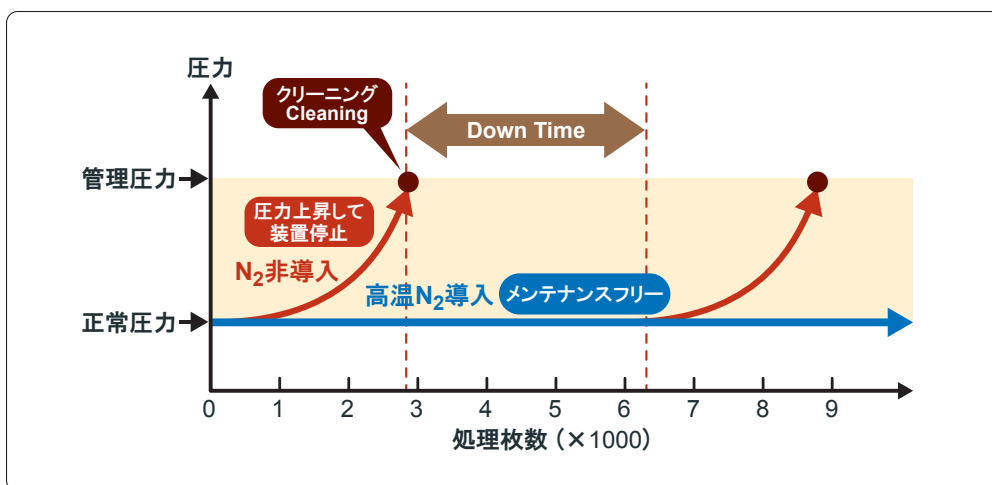 圧力
クリーニング
Cleaning
Down Time
管理圧力
圧力上昇して
装置停止
N2非導入
高温N2導入
メンテナンスフリー
正常圧力
0 1 2 3 4 5 6 7 8 9
処理枚数（×1000）